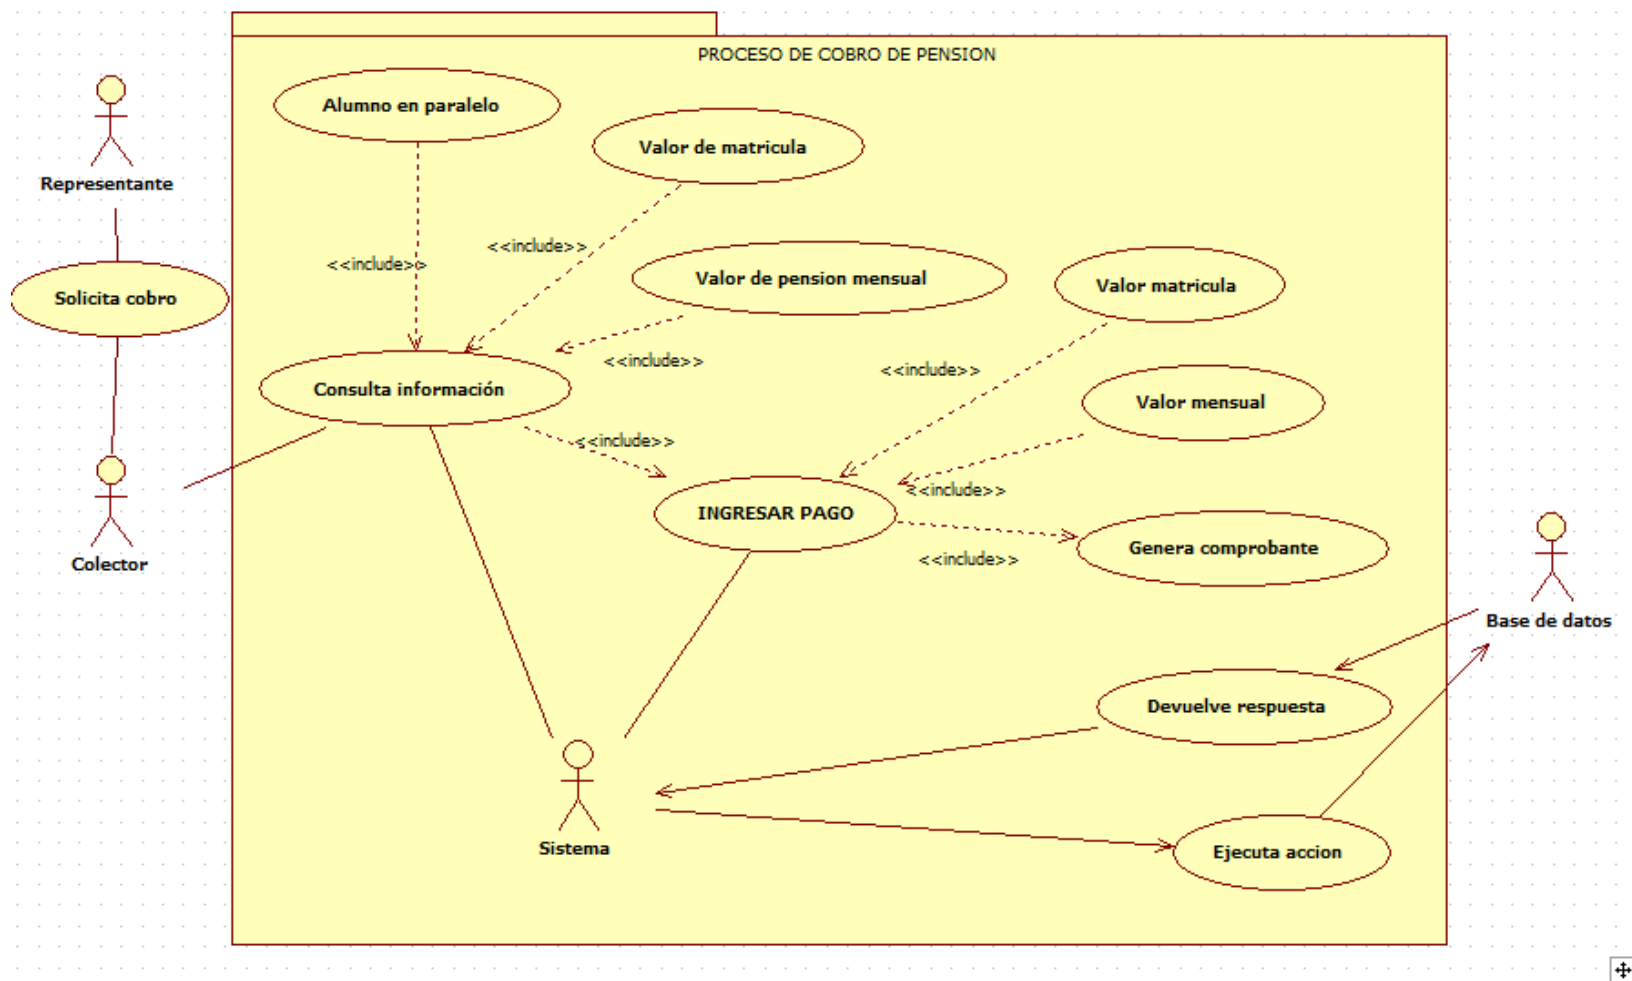 PROCESO DE COBRO DE PENSION
Alumno en paralelo
Valor de matricula
Representante
<<include>>
<<include>>
Valor de pension mensual
Valor matricula
Solicita cobro
<<include>>
<<include>>
Consulta información
Valor mensual
<<include>>
<<include>>
INGRESAR PAGO
Genera comprobante
<<include>>
Colector
Base de datos
Devuelve respuesta
Sistema
Ejecuta accion